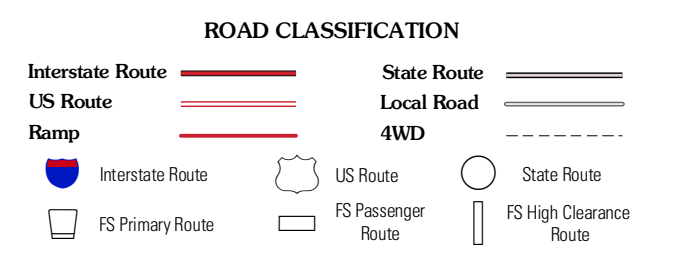 ROAD CLASSIFICATION
Interstate Route
State Route
US Route
Local Road
Ramp
4WD
Interstate Route
US Route
State Route
FS Primary Route
FS Passenger
Route
FS High Clearance
Route